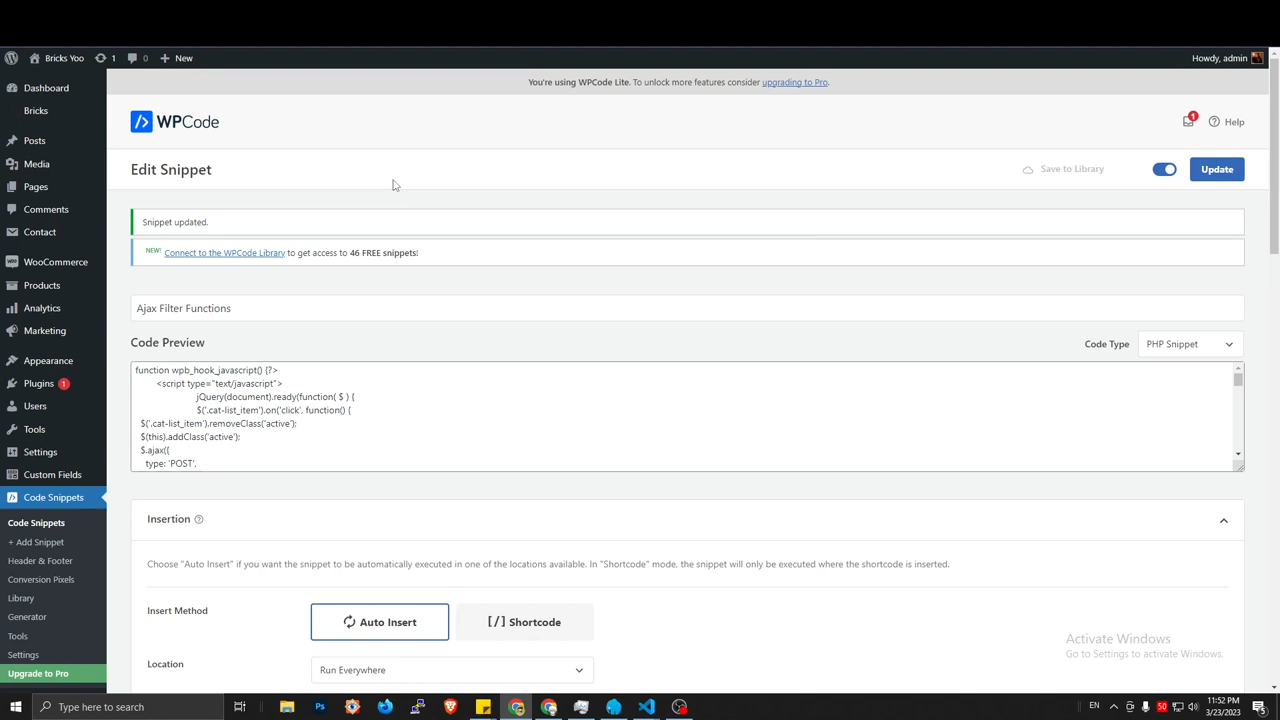 Bricks Yoo
1
0
New
Howdy, admin
Dashboard
Bricks
Posts
Media
Pages
Comments
Contact
WooCommerce
Products
Analytics
Marketing
Appearance
Plugins 1
Users
Tools
Settings
Custom Fields
Code Snippets
Code Snippets
+ Add Snippet
Header & Footer
Conversion Pixels
Library
Generator
Tools
Settings
Upgrade to Pro
You're using WPCode Lite. To unlock more features consider upgrading to Pro.
WPCode
1
Help
Edit Snippet
Save to Library
Update
Snippet updated.
NEW! Connect to the WPCode Library to get access to 46 FREE snippets!
Ajax Filter Functions
Code Preview
Code Type
PHP Snippet
function wpb_hook_javascript() {?>
<script type="text/javascript">
jQuery(document).ready(function( $ ) {
$('.cat-list_item').on('click', function() {
$('.cat-list_item').removeClass('active');
$(this).addClass('active');
$.ajax({
type: 'POST',
Insertion
Choose "Auto Insert" if you want the snippet to be automatically executed in one of the locations available. In "Shortcode" mode, the snippet will only be executed where the shortcode is inserted.
Insert Method
Auto Insert
[/] Shortcode
Location
Run Everywhere
Activate Windows
Go to Settings to activate Windows.
Type here to search
EN
50
11:52 PM
3/23/2023